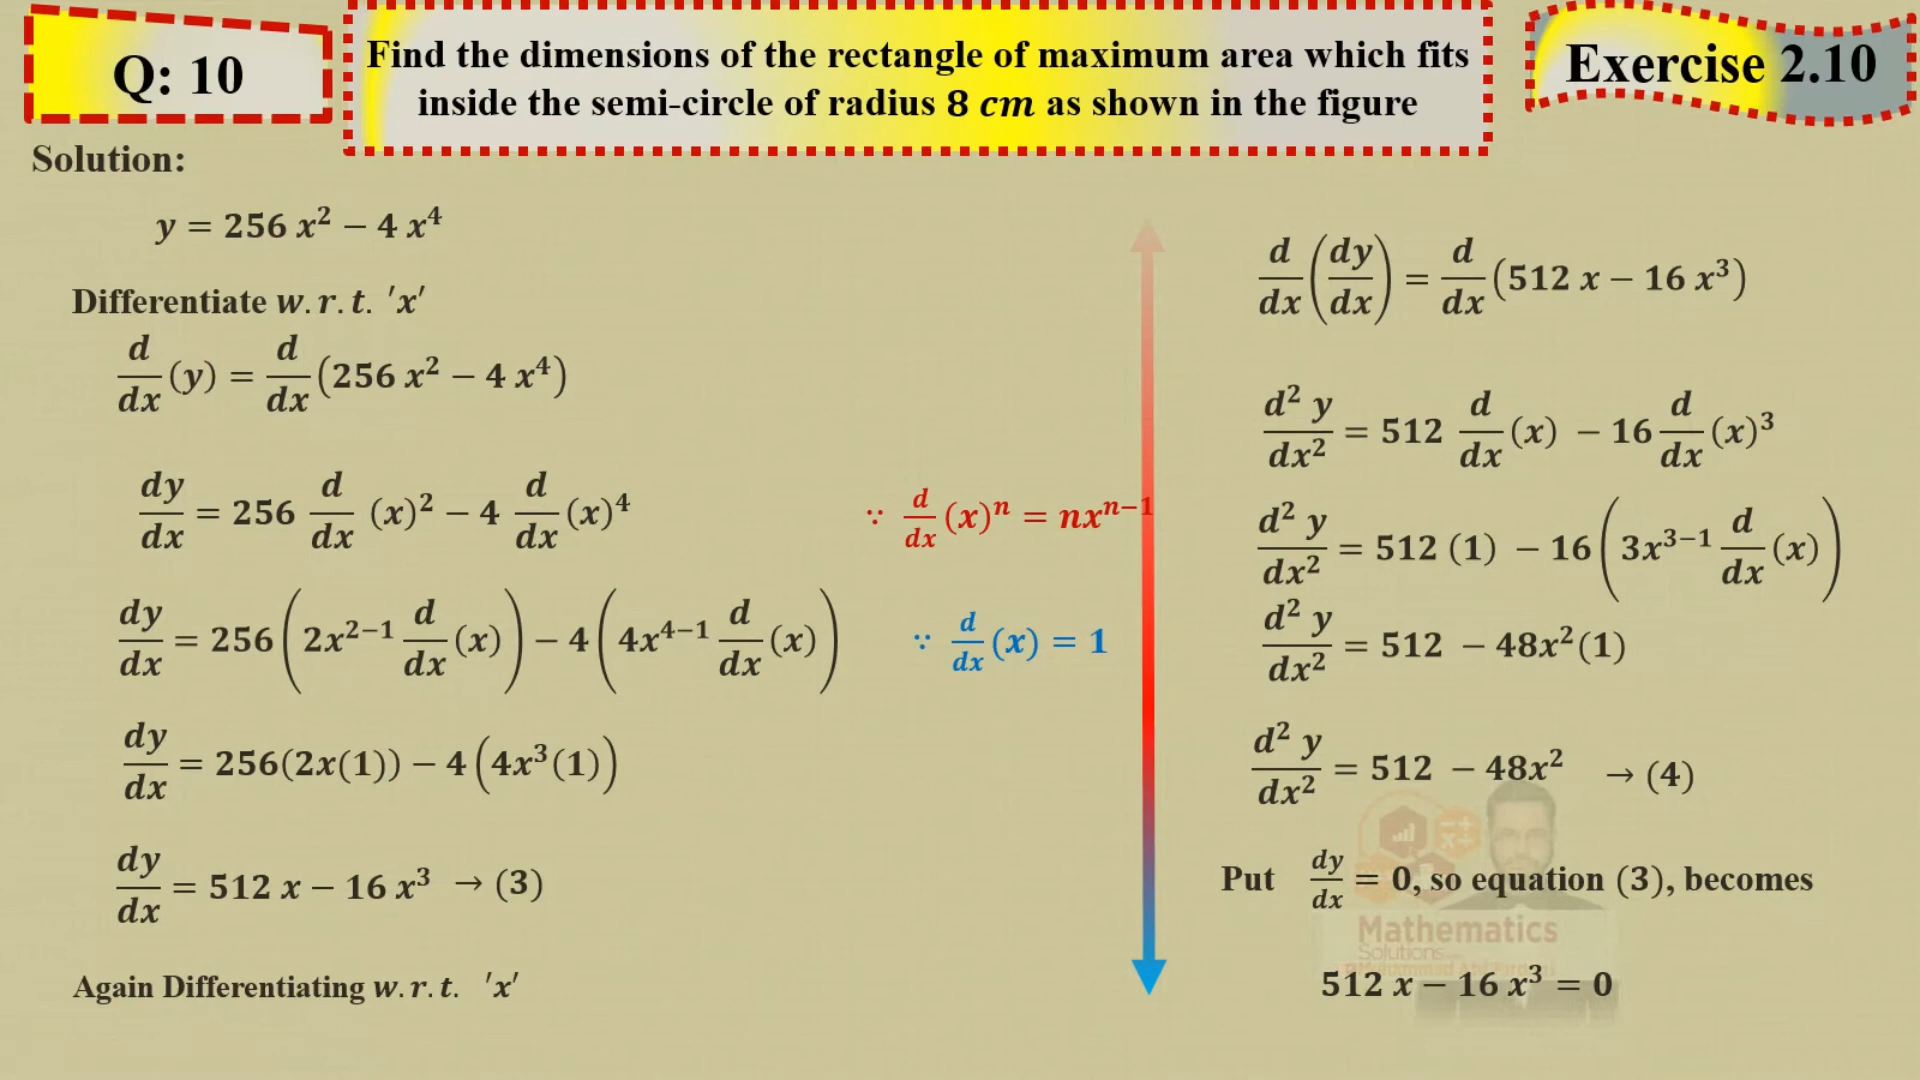 Q: 10
Find the dimensions of the rectangle of maximum area which fits
inside the semi-circle of radius 8 cm as shown in the figure
Exercise 2.10
Solution:
y = 256 x² − 4 x⁴
Differentiate w. r. t. ′x′
d/dx (y) = d/dx (256 x² − 4 x⁴)
dy/dx = 256 d/dx (x)² − 4 d/dx (x)⁴
∵ d/dx (x)ⁿ = nxⁿ⁻¹
dy/dx = 256 (2x²⁻¹ d/dx (x)) − 4 (4x⁴⁻¹ d/dx (x))
∵ d/dx (x) = 1
dy/dx = 256(2x(1)) − 4 (4x³(1))
dy/dx = 512 x − 16 x³ → (3)
Again Differentiating w. r. t. ′x′
d/dx (dy/dx) = d/dx (512 x − 16 x³)
d² y/dx² = 512 d/dx (x) − 16 d/dx (x)³
d² y/dx² = 512 (1) − 16 (3x³⁻¹ d/dx (x))
d² y/dx² = 512 − 48x²(1)
d² y/dx² = 512 − 48x² → (4)
Put dy/dx = 0, so equation (3), becomes
Mathematics
Solutions
512 x − 16 x³ = 0